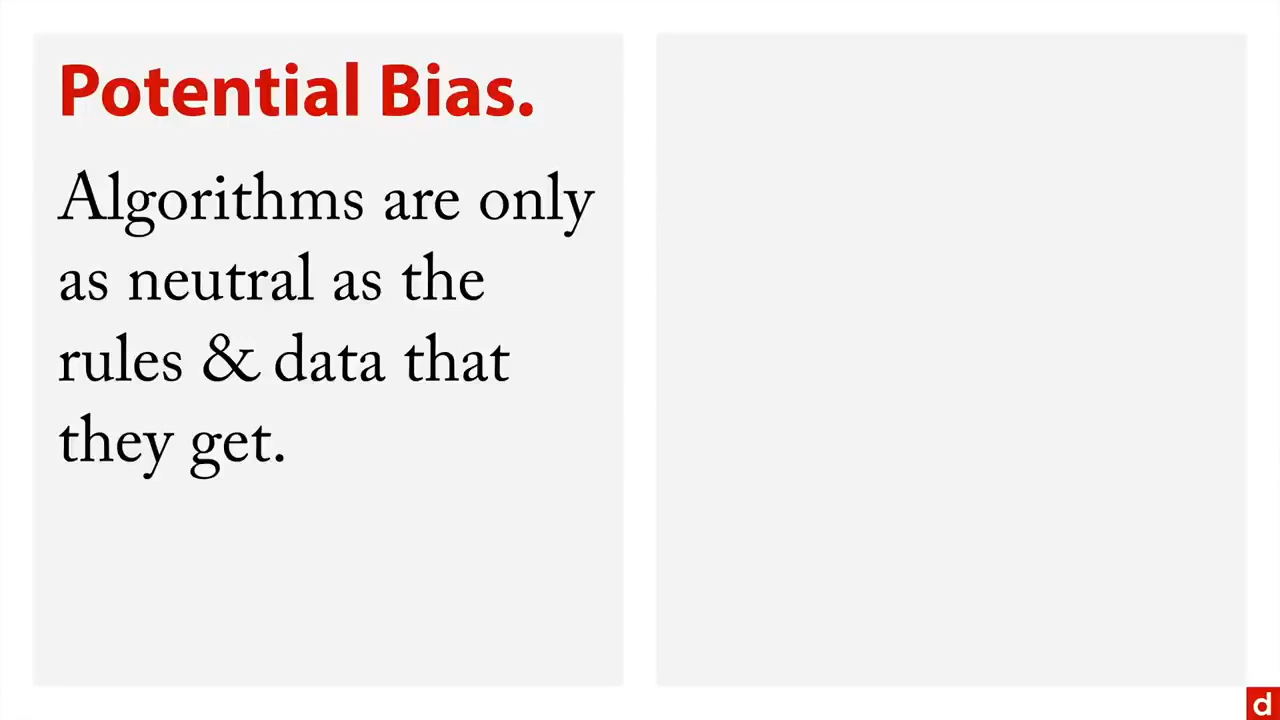 Potential Bias.
Algorithms are only
as neutral as the
rules & data that
they get.
d